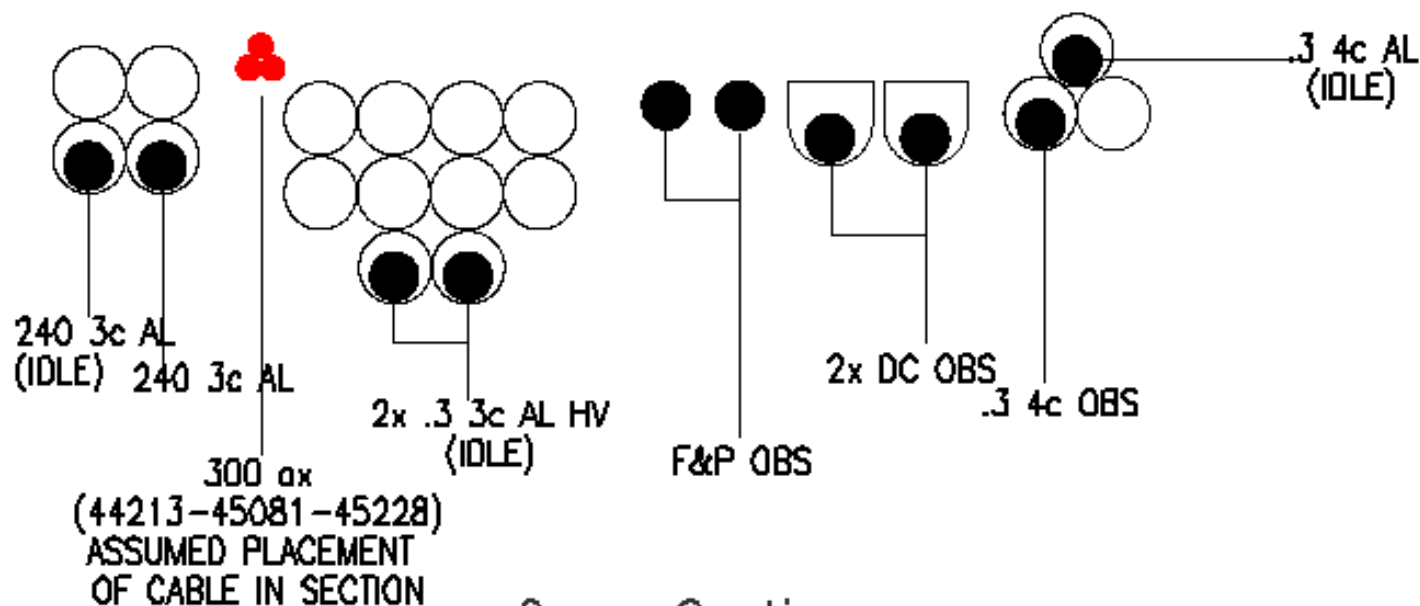 .3 4c AL
(IDLE)
240 3c AL
(IDLE)
240 3c AL
2x DC OBS
.3 4c OBS
2x .3 3c AL HV
(IDLE)
F&P OBS
300 ax
(44213-45081-45228)
ASSUMED PLACEMENT
OF CABLE IN SECTION